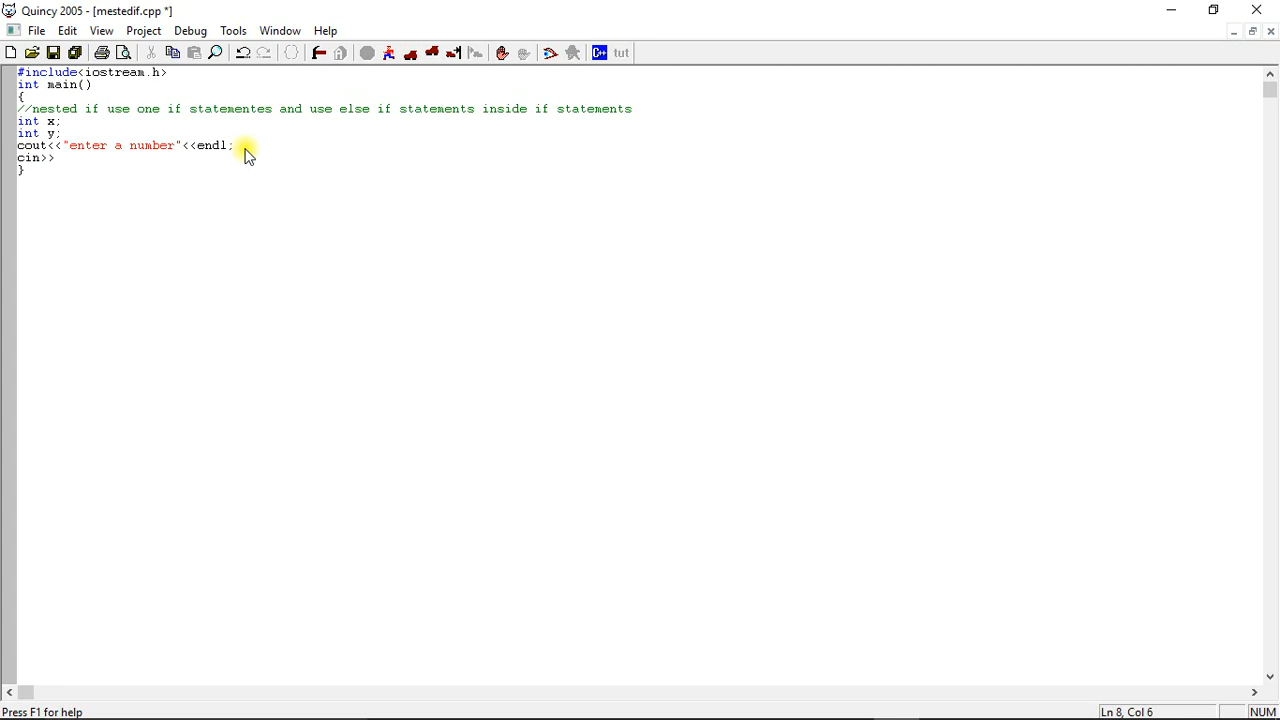 Quincy 2005 - [mestedif.cpp *]
File Edit View Project Debug Tools Window Help
C++ tut
#include<iostream.h>
int main()
{
//nested if use one if statementes and use else if statements inside if statements
int x;
int y;
cout<<"enter a number"<<endl;
cin>>
}
Press F1 for help
Ln 8, Col 6
NUM